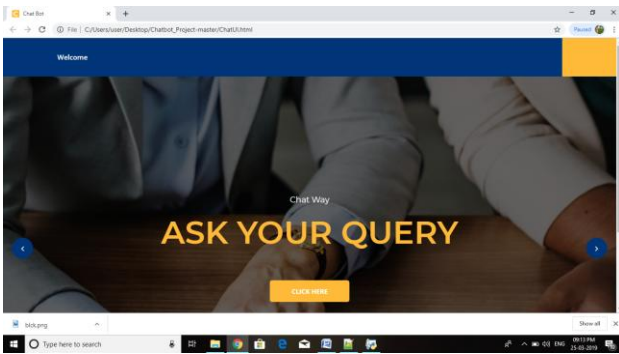 Chat Bot
File | C:/Users/user/Desktop/Chatbot_Project-master/ChatUI.html
Paused
Welcome
Chat Way
ASK YOUR QUERY
CLICK HERE
blck.png
Show all
Type here to search
ENG
09:13 PM
25-03-2019